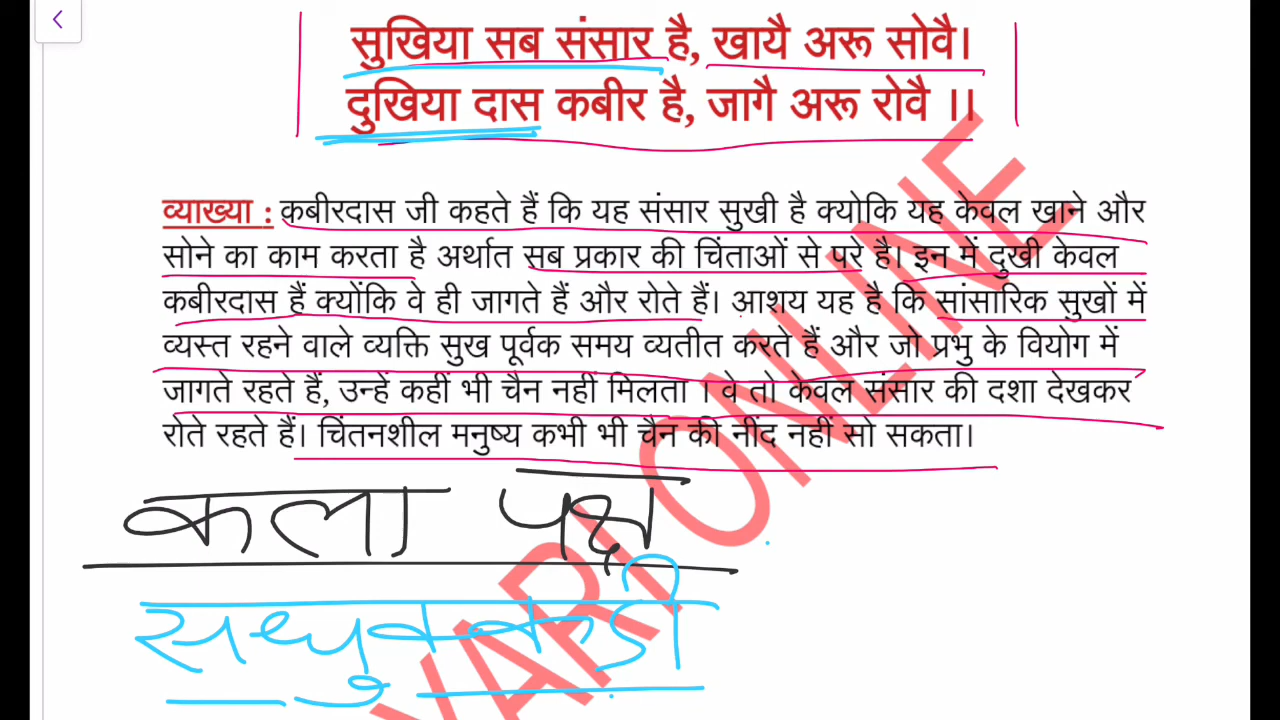 सुखिया सब संसार है, खायै अरू सोवै।
दुखिया दास कबीर है, जागै अरू रोवै ।।
व्याख्या : कबीरदास जी कहते हैं कि यह संसार सुखी है क्योकि यह केवल खाने और
सोने का काम करता है अर्थात सब प्रकार की चिंताओं से परे है। इन में दुखी केवल
कबीरदास हैं क्योंकि वे ही जागते हैं और रोते हैं। आशय यह है कि सांसारिक सुखों में
व्यस्त रहने वाले व्यक्ति सुख पूर्वक समय व्यतीत करते हैं और जो प्रभु के वियोग में
जागते रहते हैं, उन्हें कहीं भी चैन नहीं मिलता । वे तो केवल संसार की दशा देखकर
रोते रहते हैं। चिंतनशील मनुष्य कभी भी चैन की नींद नहीं सो सकता।
कला पक्ष
सधुक्कडी
YARI ONLINE